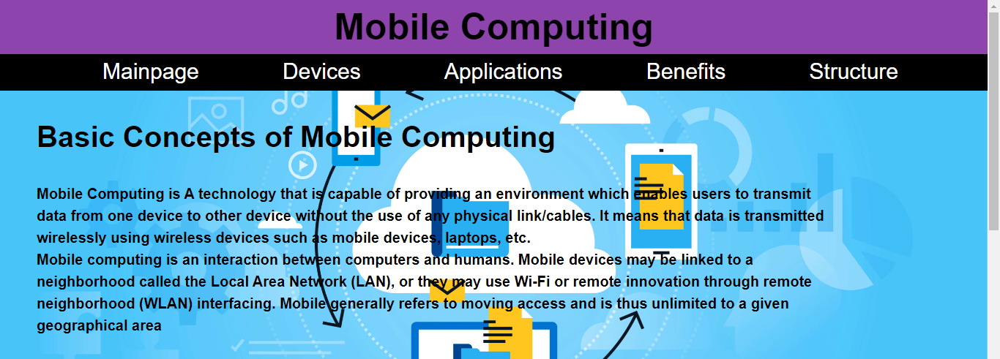 Mobile Computing
Mainpage Devices Applications Benefits Structure
Basic Concepts of Mobile Computing
Mobile Computing is A technology that is capable of providing an environment which enables users to transmit
data from one device to other device without the use of any physical link/cables. It means that data is transmitted
wirelessly using wireless devices such as mobile devices, laptops, etc.
Mobile computing is an interaction between computers and humans. Mobile devices may be linked to a
neighborhood called the Local Area Network (LAN), or they may use Wi-Fi or remote innovation through remote
neighborhood (WLAN) interfacing. Mobile generally refers to moving access and is thus unlimited to a given
geographical area